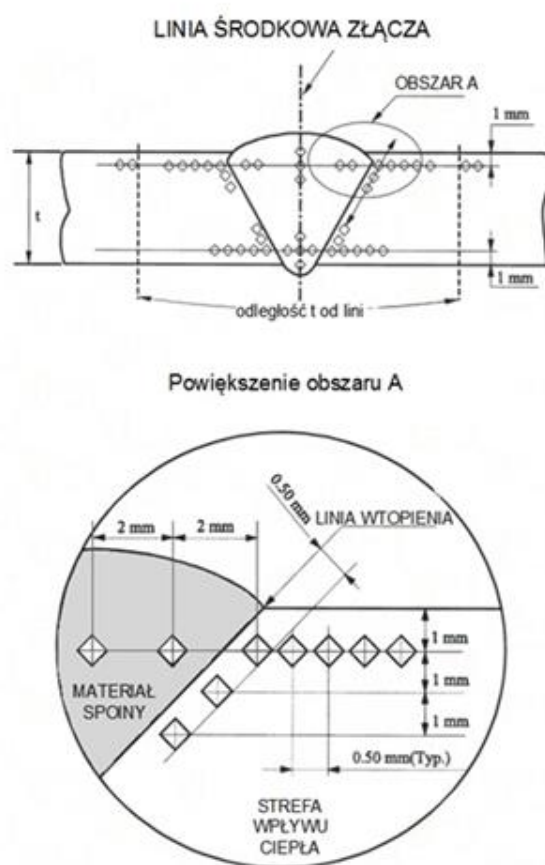 LINIA ŚRODKOWA ZŁĄCZA
OBSZAR A
1 mm
t
1 mm
odległość t od lini
Powiększenie obszaru A
0.50 mm
2 mm
2 mm
LINIA WTOPIENIA
1 mm
MATERIAŁ
SPOINY
1 mm
1 mm
0.50 mm(Typ.)
STREFA
WPŁYWU
CIEPŁA